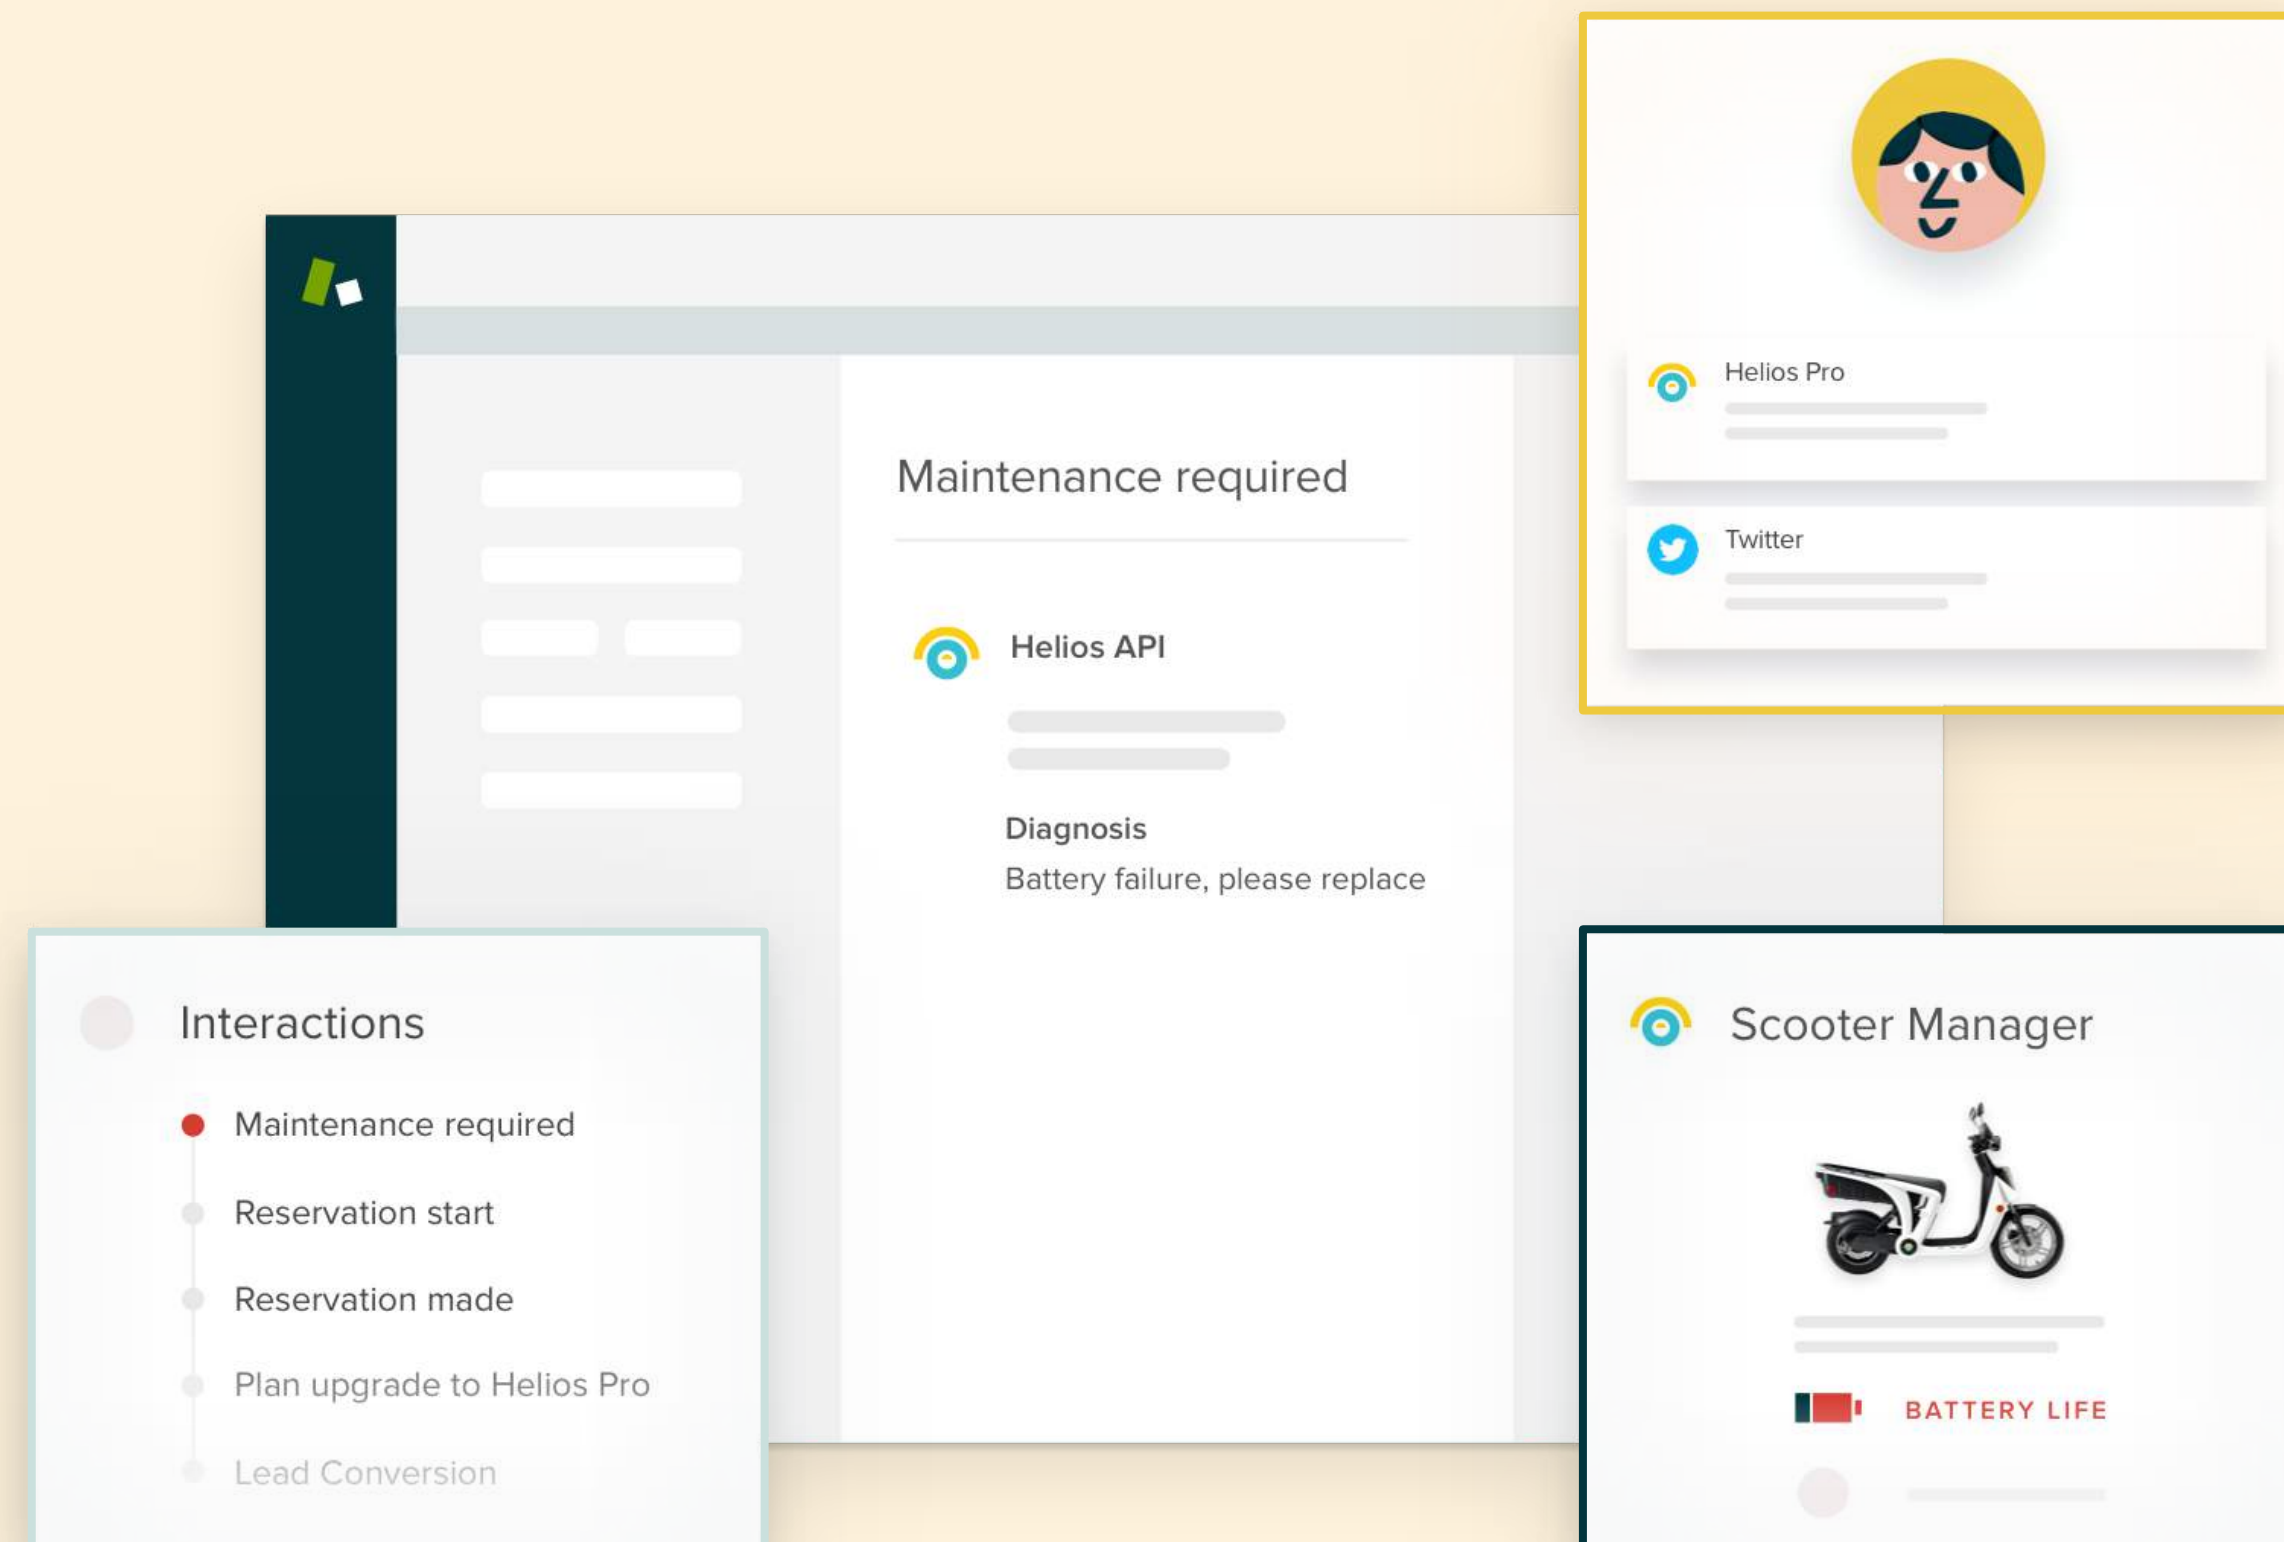 Helios Pro
Twitter
Maintenance required
Helios API
Diagnosis
Battery failure, please replace
Interactions
Maintenance required
Reservation start
Reservation made
Plan upgrade to Helios Pro
Lead Conversion
Scooter Manager
BATTERY LIFE